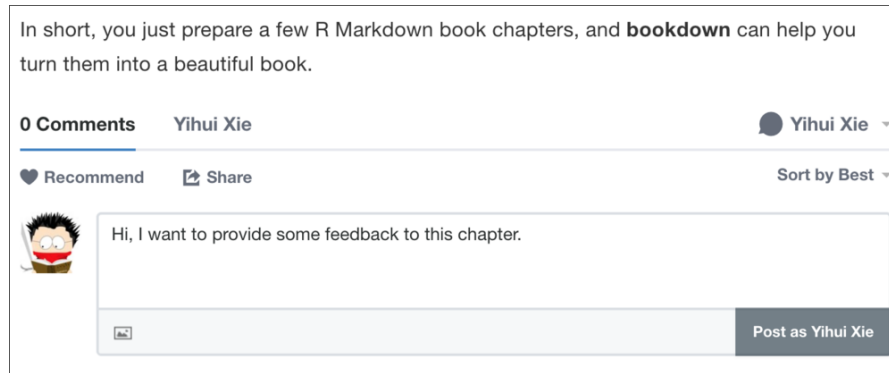 In short, you just prepare a few R Markdown book chapters, and bookdown can help you
turn them into a beautiful book.
0 Comments Yihui Xie Yihui Xie
Recommend Share Sort by Best
Hi, I want to provide some feedback to this chapter.
Post as Yihui Xie